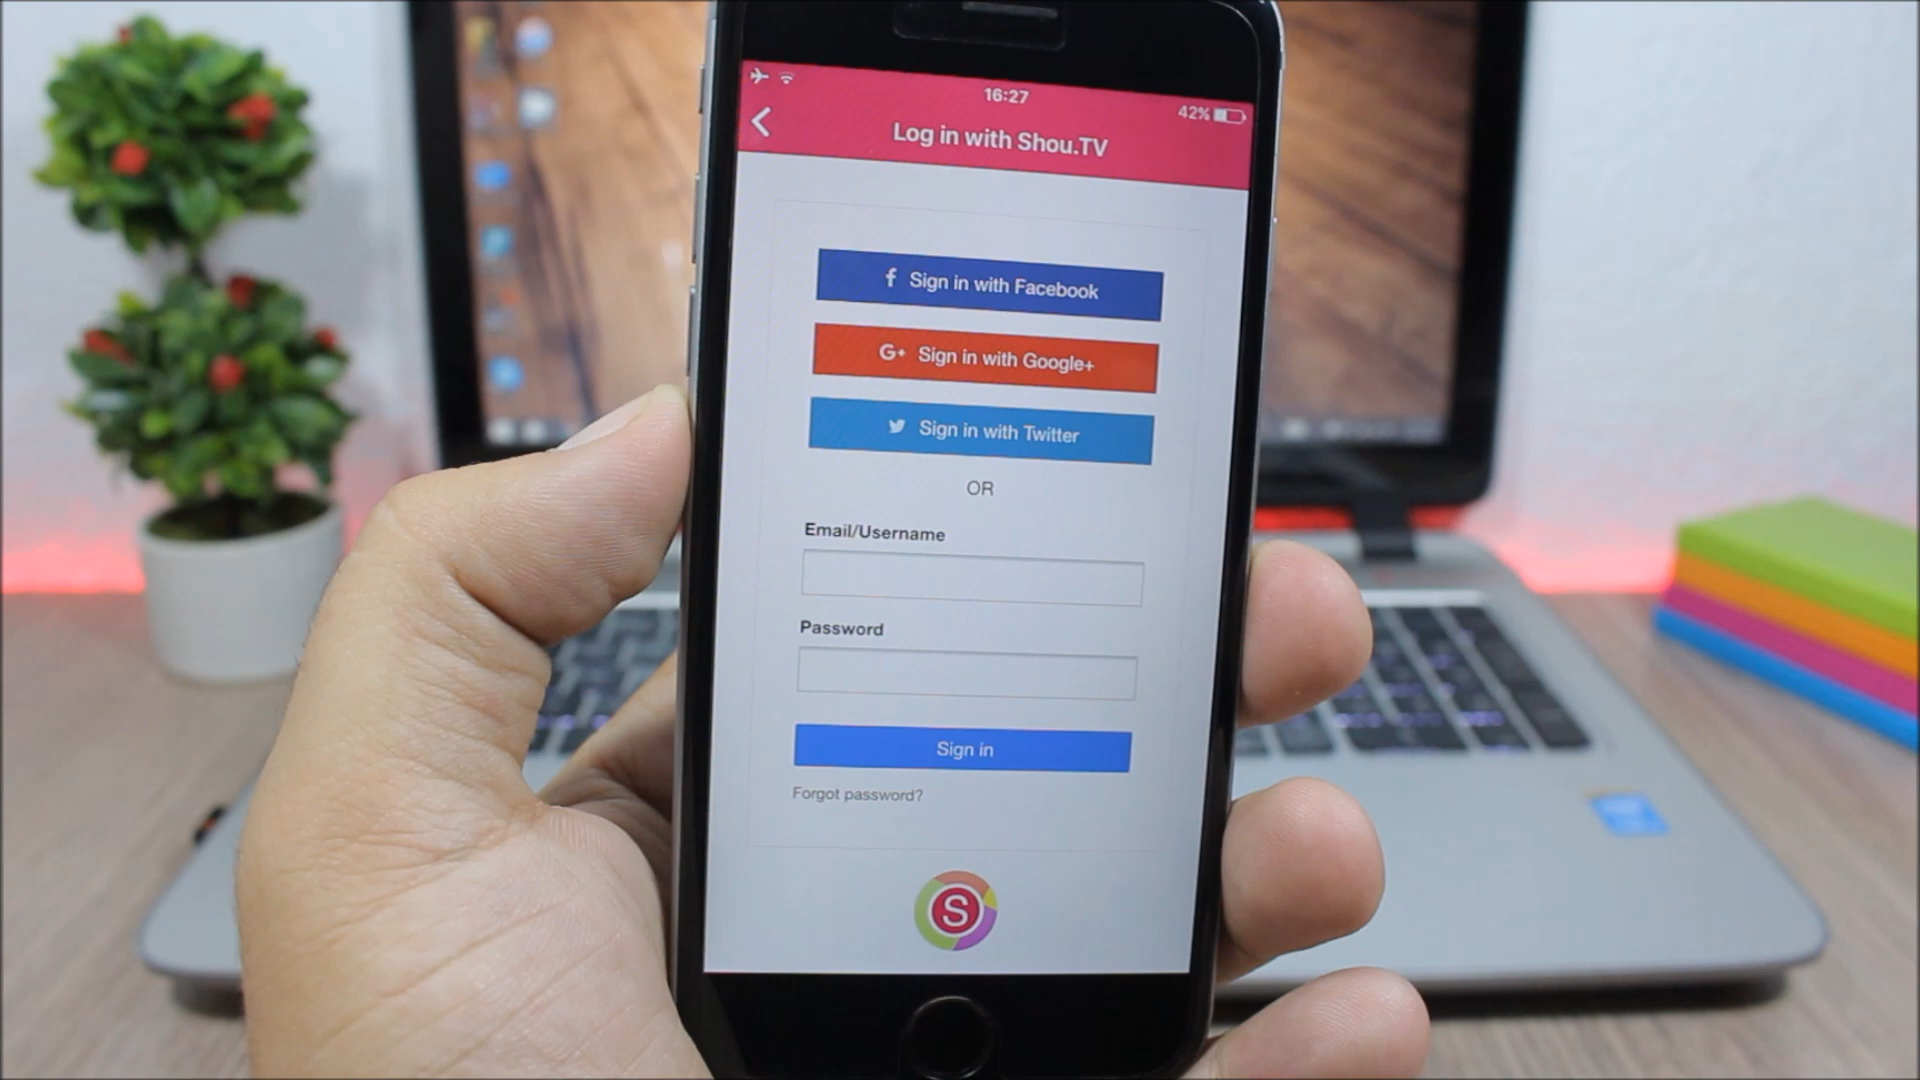 16:27
42%
Log in with Shou.TV
f Sign in with Facebook
G+ Sign in with Google+
Sign in with Twitter
OR
Email/Username
Password
Sign in
Forgot password?
S